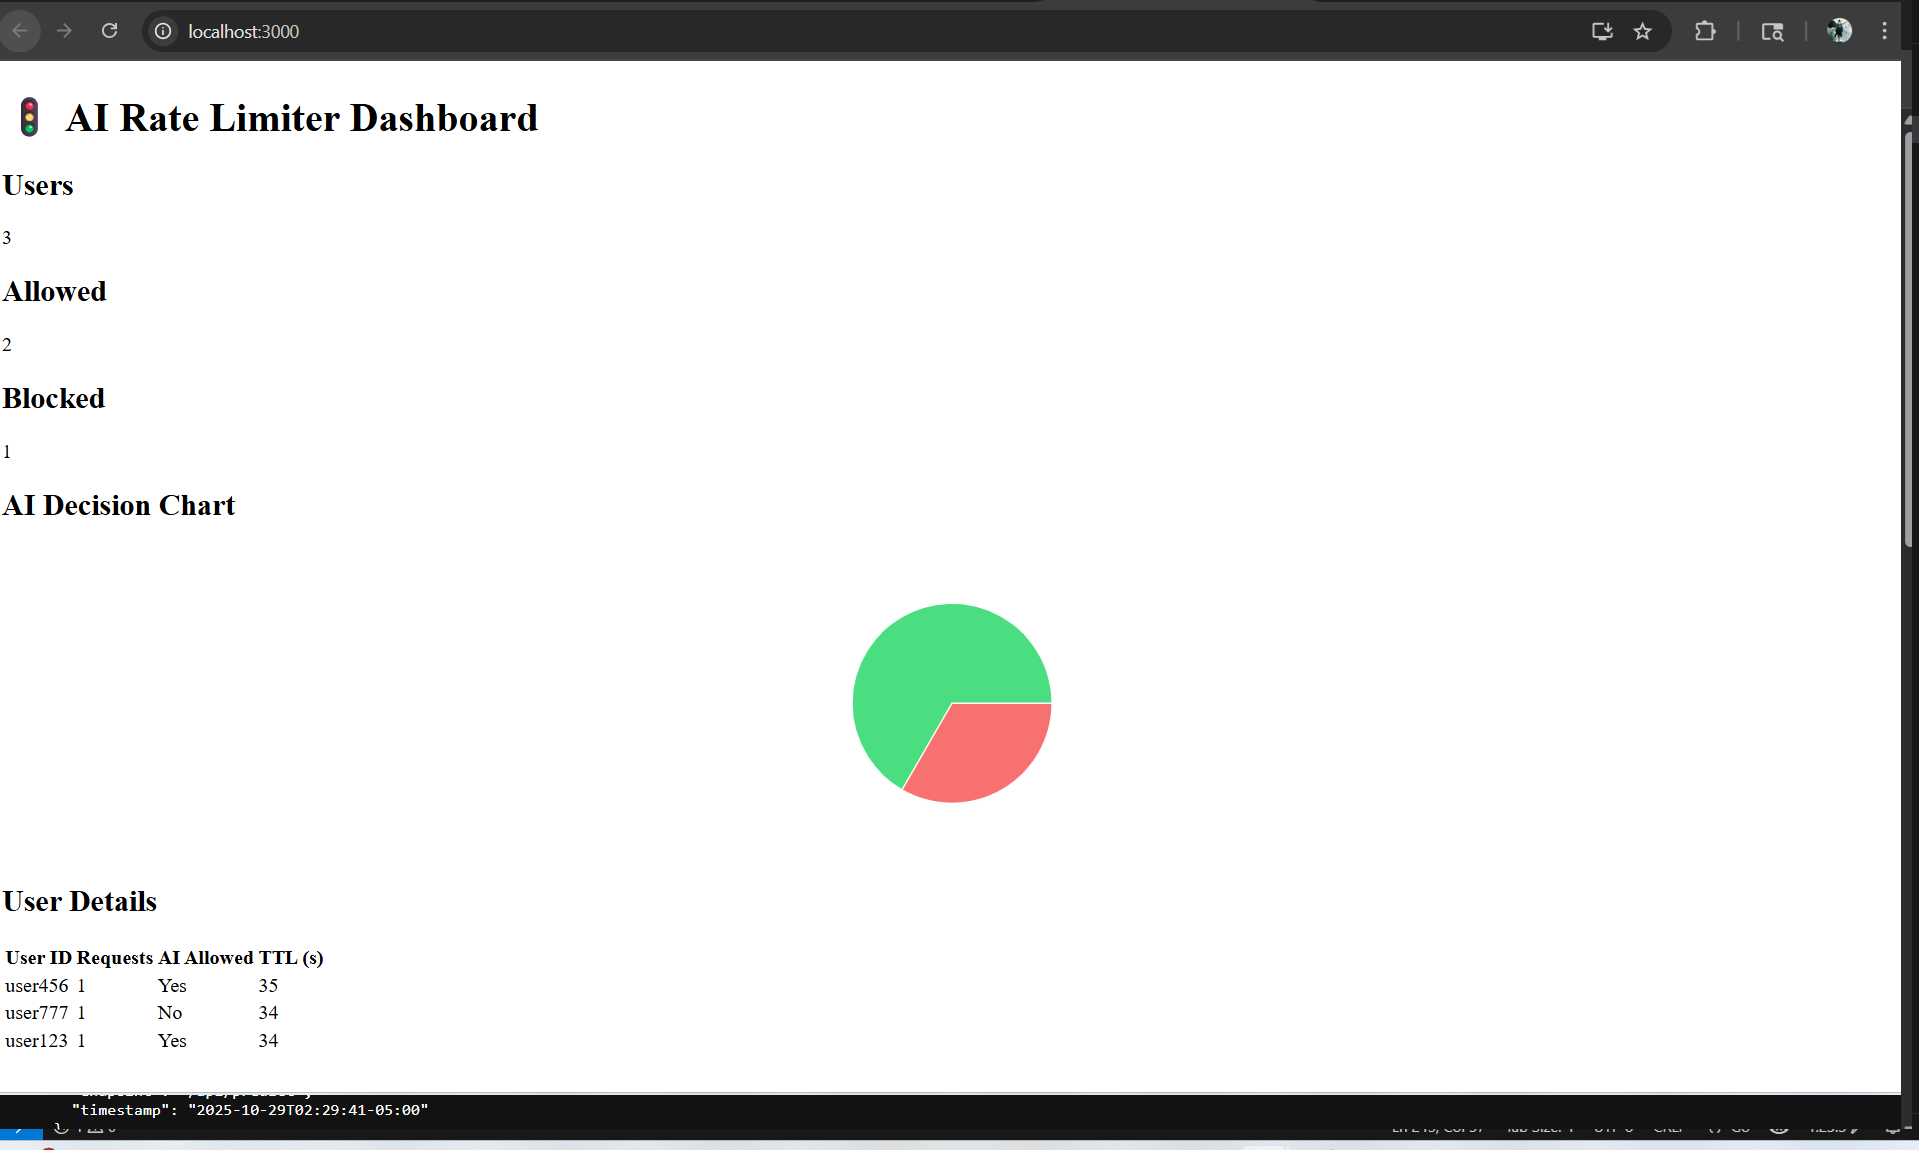 localhost:3000
AI Rate Limiter Dashboard
Users
3
Allowed
2
Blocked
1
AI Decision Chart
User Details
User ID Requests AI Allowed TTL (s)
user456 1 Yes 35
user777 1 No 34
user123 1 Yes 34
"timestamp": "2025-10-29T02:29:41-05:00"